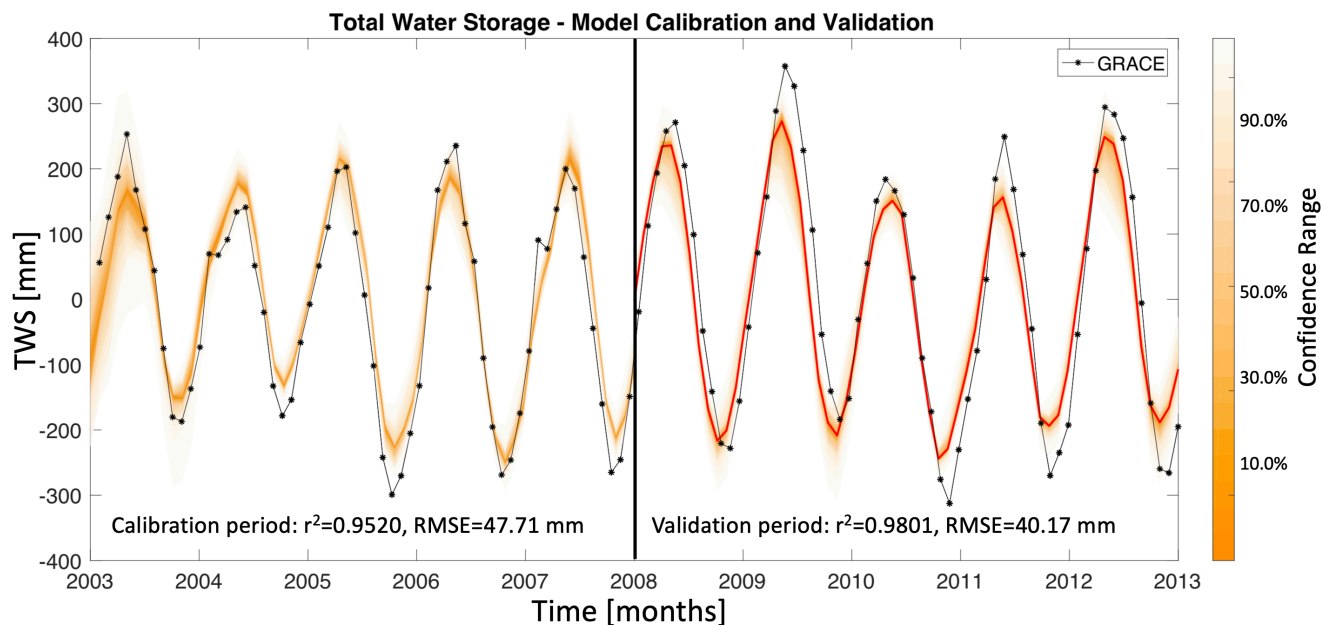 Total Water Storage - Model Calibration and Validation
400
300
200
100
0
-100
-200
-300
-400
TWS [mm]
GRACE
Calibration period: r²=0.9520, RMSE=47.71 mm
Validation period: r²=0.9801, RMSE=40.17 mm
2003 2004 2005 2006 2007 2008 2009 2010 2011 2012 2013
Time [months]
90.0%
70.0%
50.0%
30.0%
10.0%
Confidence Range